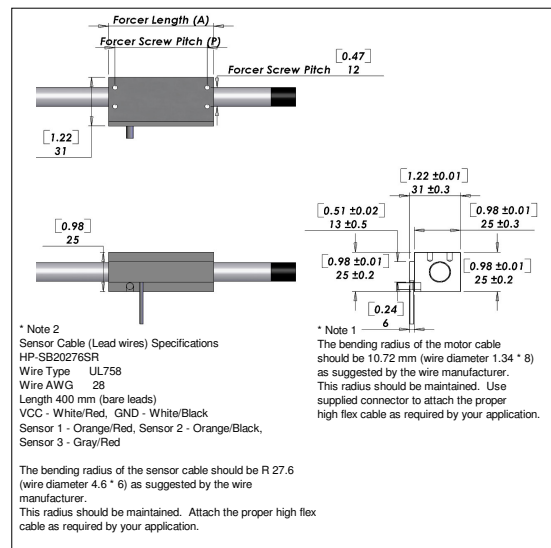 Forcer Length (A)
Forcer Screw Pitch (P)
[0.47]
Forcer Screw Pitch 12
[1.22]
31
[0.98]
25
[1.22 ±0.01]
31 ±0.3
[0.51 ±0.02]
13 ±0.5
[0.98 ±0.01]
25 ±0.3
[0.98 ±0.01]
25 ±0.2
[0.98 ±0.01]
25 ±0.2
[0.24]
6
* Note 2
Sensor Cable (Lead wires) Specifications
HP-SB20276SR
Wire Type UL758
Wire AWG 28
Length 400 mm (bare leads)
VCC - White/Red, GND - White/Black
Sensor 1 - Orange/Red, Sensor 2 - Orange/Black,
Sensor 3 - Gray/Red
The bending radius of the sensor cable should be R 27.6
(wire diameter 4.6 * 6) as suggested by the wire
manufacturer.
This radius should be maintained. Attach the proper high flex
cable as required by your application.
* Note 1
The bending radius of the motor cable
should be 10.72 mm (wire diameter 1.34 * 8)
as suggested by the wire manufacturer.
This radius should be maintained. Use
supplied connector to attach the proper
high flex cable as required by your application.